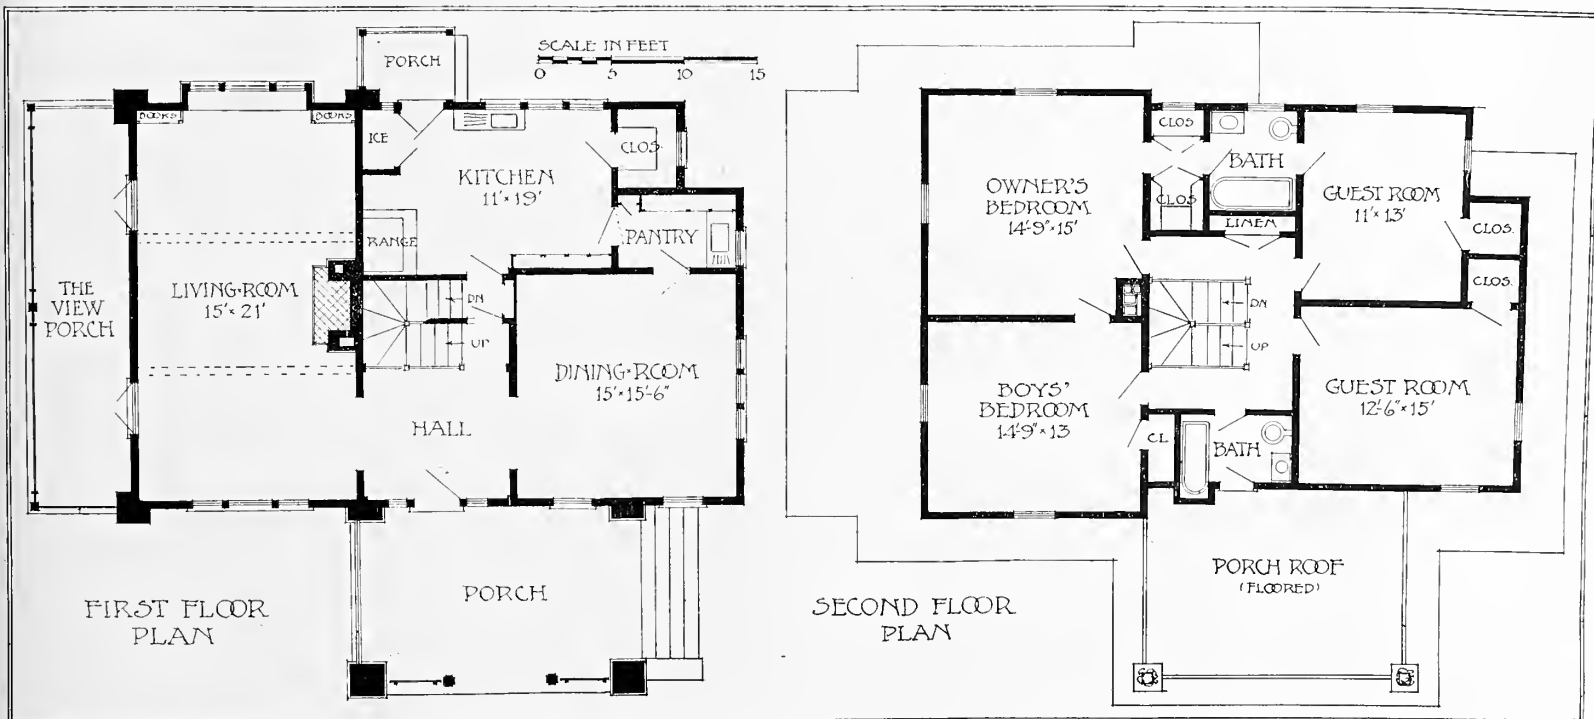 SCALE IN FEET
0 5 10 15
PORCH
BOOKS
BOOKS
ICE
CLOS.
KITCHEN
11'×19'
RANGE
PANTRY
THE
VIEW
PORCH
LIVING-ROOM
15'×21'
DN
UP
DINING-ROOM
15'×15'-6"
HALL
PORCH
FIRST FLOOR
PLAN
CLOS
BATH
OWNER'S
BEDROOM
14'-9"×15'
CLOS
LINEN
GUEST ROOM
11'×13'
CLOS.
CLOS.
DN
UP
BOYS'
BEDROOM
14'-9"×13
GUEST ROOM
12'-6"×15'
CL.
BATH
PORCH ROOF
(FLOORED)
SECOND FLOOR
PLAN